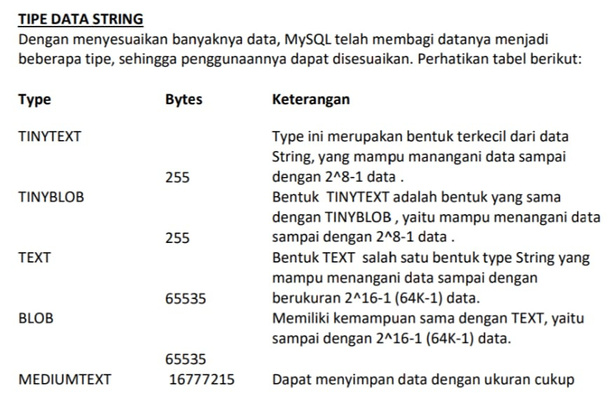 TIPE DATA STRING
Dengan menyesuaikan banyaknya data, MySQL telah membagi datanya menjadi
beberapa tipe, sehingga penggunaannya dapat disesuaikan. Perhatikan tabel berikut:
Type Bytes Keterangan
TINYTEXT Type ini merupakan bentuk terkecil dari data
String, yang mampu manangani data sampai
255 dengan 2^8-1 data .
TINYBLOB Bentuk TINYTEXT adalah bentuk yang sama
dengan TINYBLOB , yaitu mampu menangani data
255 sampai dengan 2^8-1 data .
TEXT Bentuk TEXT salah satu bentuk type String yang
mampu menangani data sampai dengan
65535 berukuran 2^16-1 (64K-1) data.
BLOB Memiliki kemampuan sama dengan TEXT, yaitu
sampai dengan 2^16-1 (64K-1) data.
65535
MEDIUMTEXT 16777215 Dapat menyimpan data dengan ukuran cukup